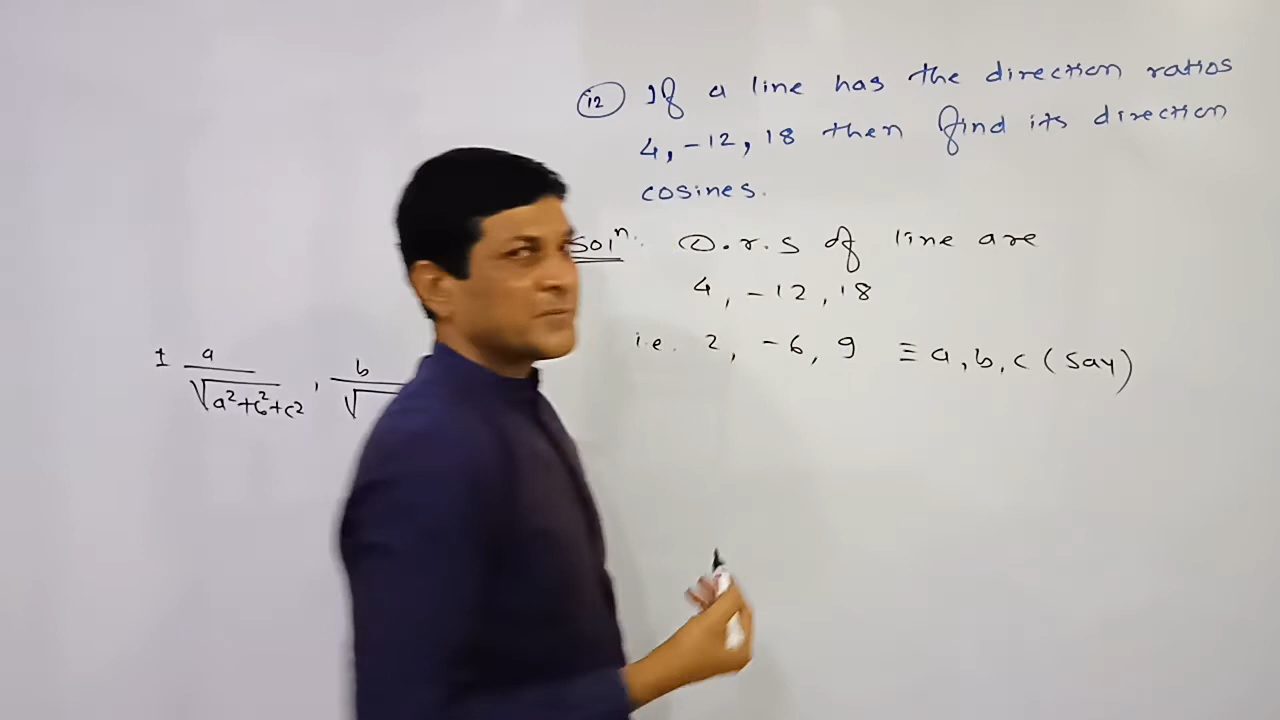 (12) If a line has the direction ratios
4, -12, 18 then find its direction
cosines.
Solⁿ. D.r.s of line are
4, -12, 18
i.e. 2, -6, 9 ≡ a, b, c (say)
± a/√(a²+b²+c²), b/√